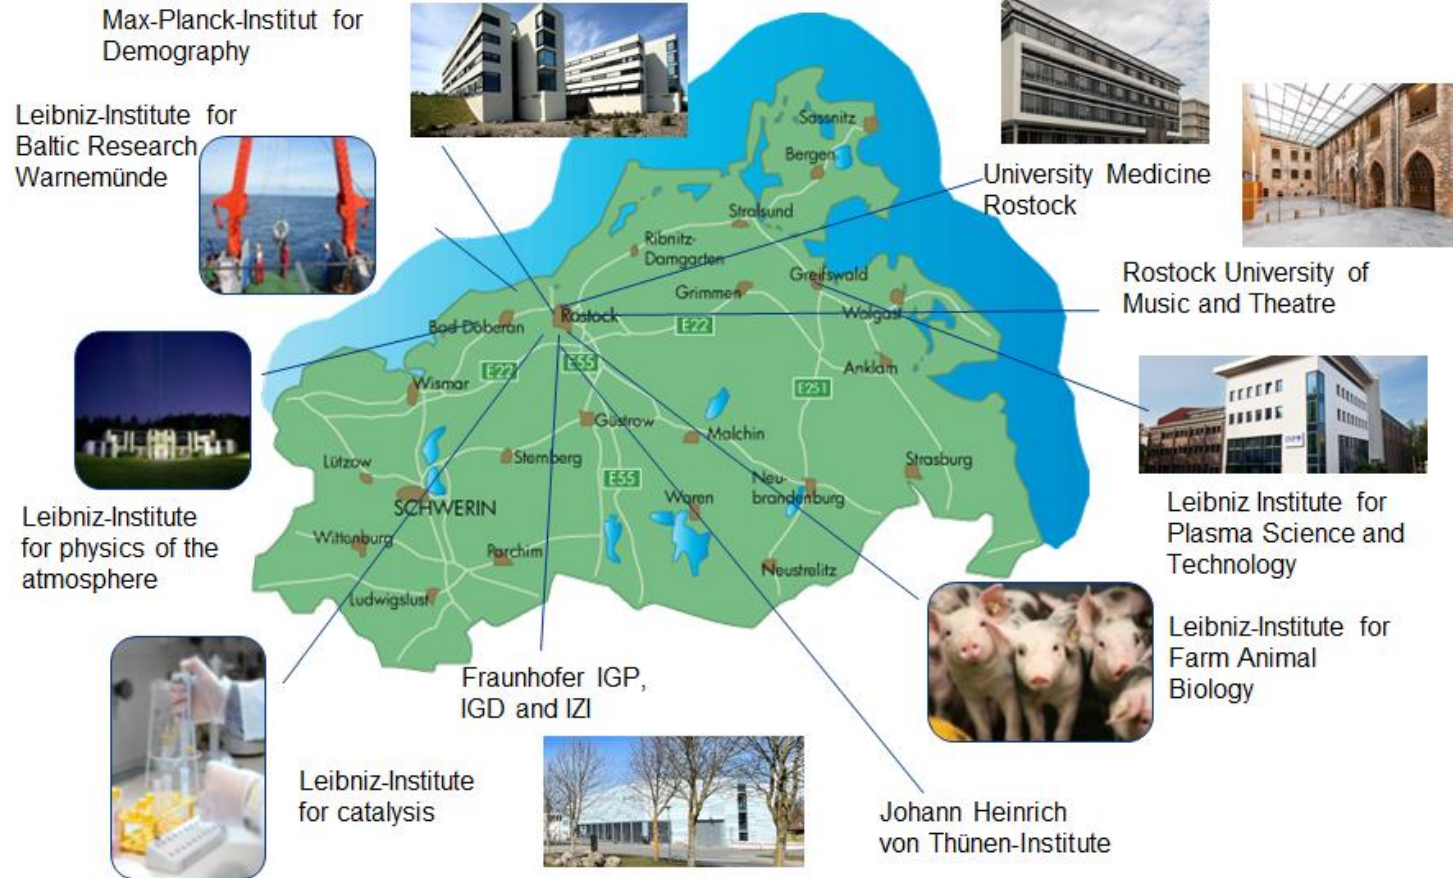 Max-Planck-Institut for
Demography
Leibniz-Institute for
Baltic Research
Warnemünde
University Medicine
Rostock
Rostock University of
Music and Theatre
Leibniz Institute for
Plasma Science and
Technology
Leibniz-Institute for
Farm Animal
Biology
Johann Heinrich
von Thünen-Institute
Fraunhofer IGP,
IGD and IZI
Leibniz-Institute
for catalysis
Leibniz-Institute
for physics of the
atmosphere
Sassnitz
Bergen
Stralsund
Ribnitz-
Damgarten
Greifswald
Grimmen
Wolgast
Rostock
Bad Doberan
E22
E22
E55
Anklam
Wismar
E251
Güstrow
Malchin
Lützow
Sternberg
Strasburg
E55
Neu-
brandenburg
Waren
SCHWERIN
Wittenburg
Parchim
Neustrelitz
Ludwigslust